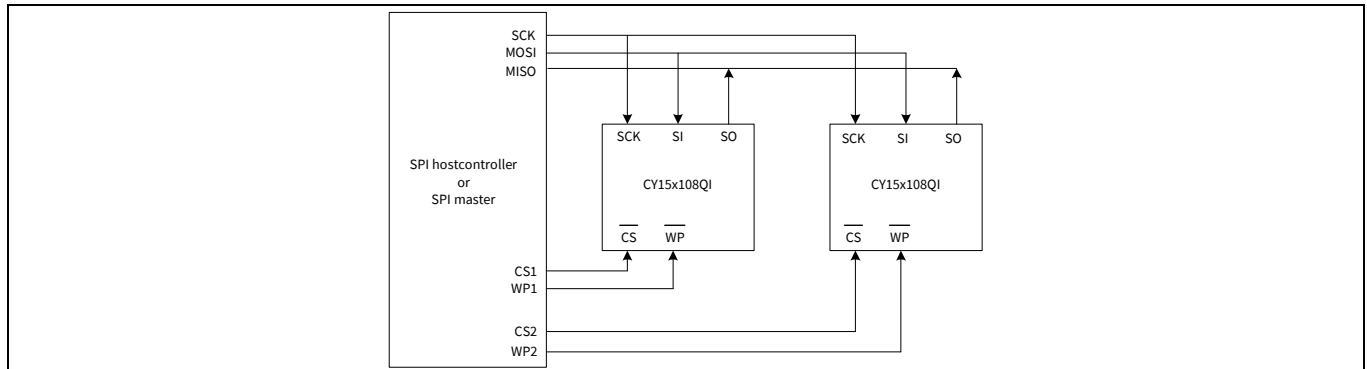 SCK
MOSI
MISO
SPI hostcontroller
or
SPI master
CS1
WP1
CS2
WP2
SCK SI SO
CY15x108QI
CS WP
SCK SI SO
CY15x108QI
CS WP